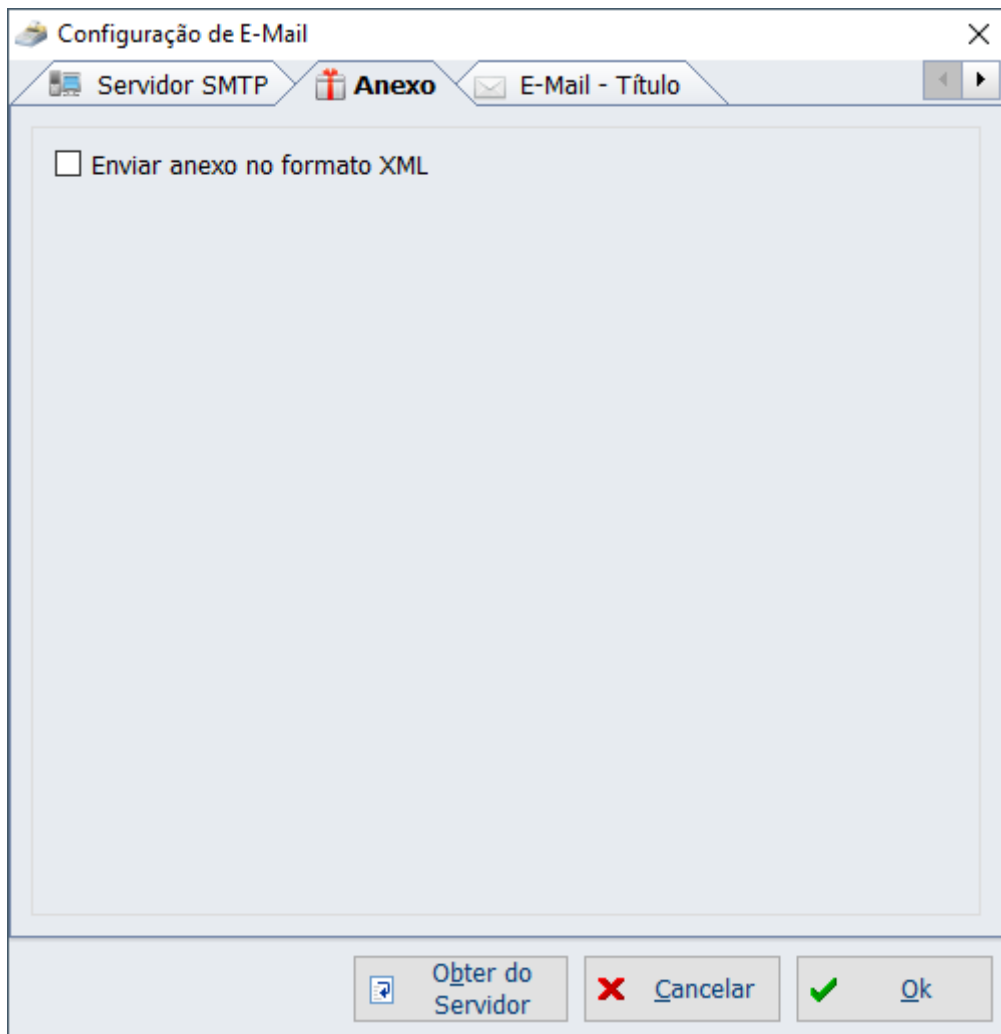 Configuração de E-Mail
Servidor SMTP
Anexo
E-Mail - Título
Enviar anexo no formato XML
Obter do
Servidor
Cancelar
Ok